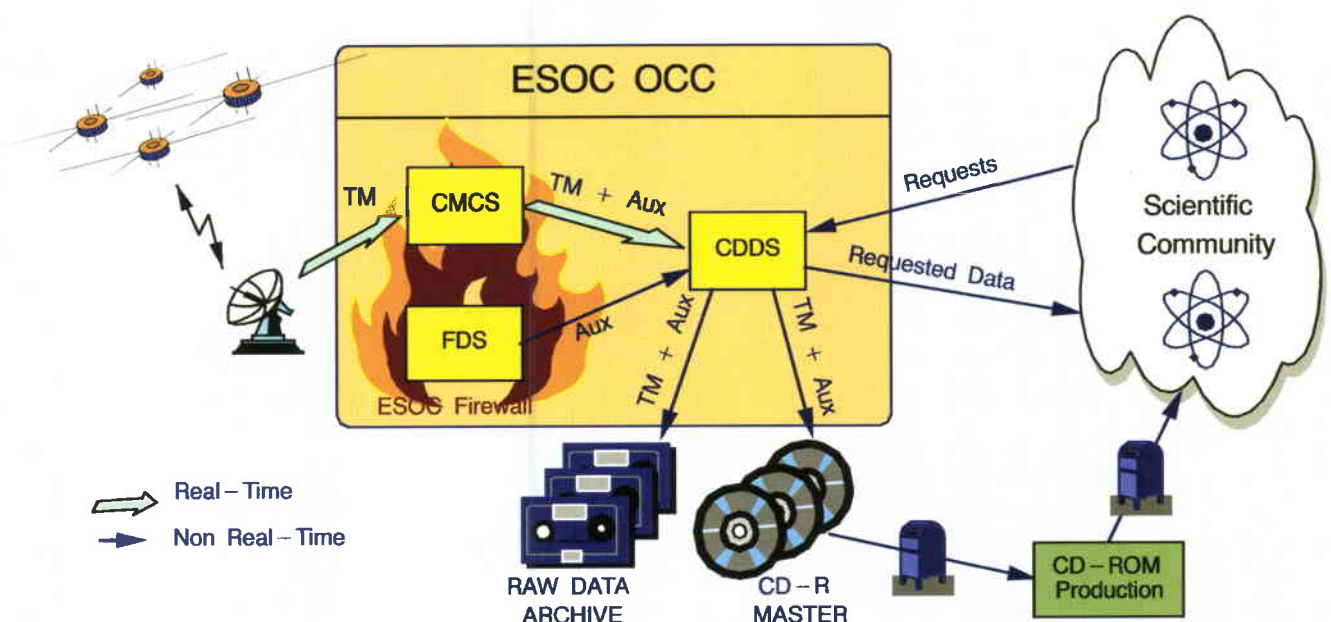 ESOC OCC
TM
CMCS
TM + Aux
CDDS
FDS
Aux
ESOC Firewall
TM + Aux
TM + Aux
Requests
Requested Data
Scientific
Community
Real-Time
Non Real-Time
RAW DATA
ARCHIVE
CD-R
MASTER
CD-ROM
Production